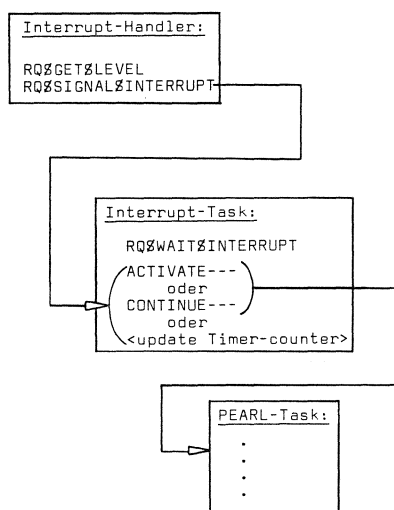 Interrupt-Handler:
RQ$GET$LEVEL
RQ$SIGNAL$INTERRUPT
Interrupt-Task:
RQ$WAIT$INTERRUPT
ACTIVATE---
oder
CONTINUE---
oder
<update Timer-counter>
PEARL-Task:
.
.
.
.